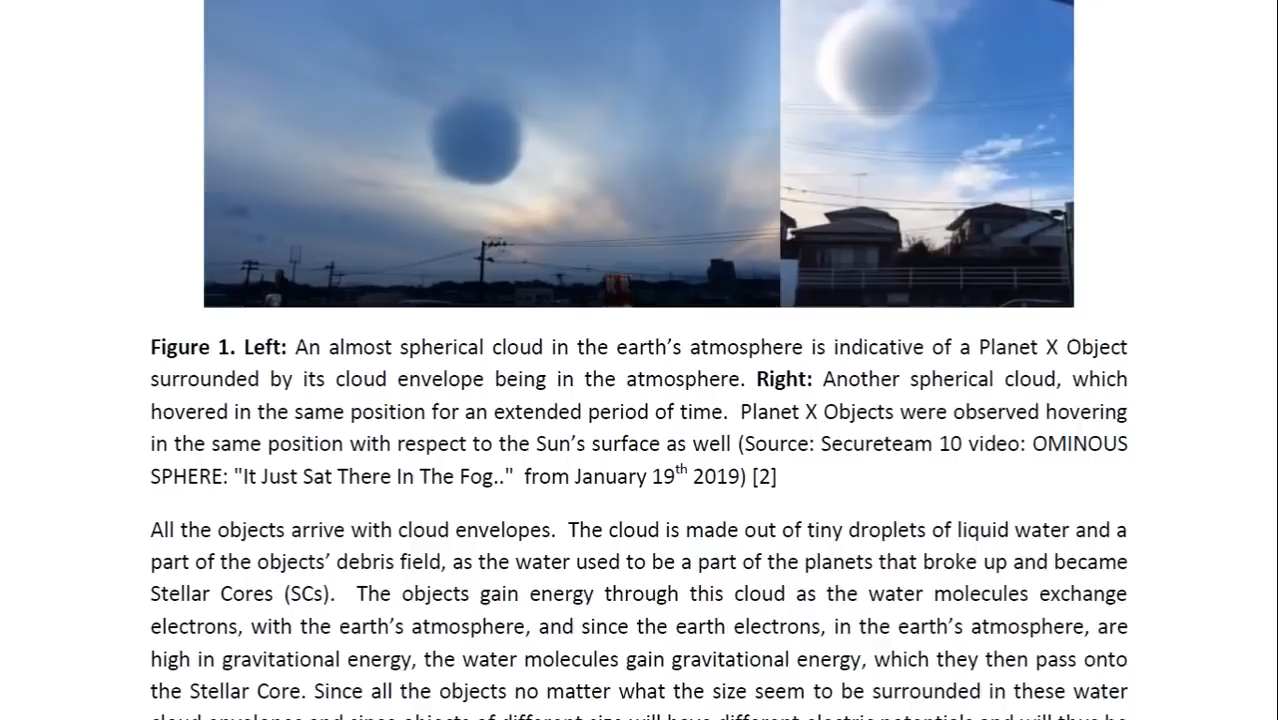 Figure 1. Left: An almost spherical cloud in the earth’s atmosphere is indicative of a Planet X Object
surrounded by its cloud envelope being in the atmosphere. Right: Another spherical cloud, which
hovered in the same position for an extended period of time.  Planet X Objects were observed hovering
in the same position with respect to the Sun’s surface as well (Source: Secureteam 10 video: OMINOUS
SPHERE: "It Just Sat There In The Fog.."  from January 19th 2019) [2]
All the objects arrive with cloud envelopes.  The cloud is made out of tiny droplets of liquid water and a
part of the objects’ debris field, as the water used to be a part of the planets that broke up and became
Stellar Cores (SCs).  The objects gain energy through this cloud as the water molecules exchange
electrons, with the earth’s atmosphere, and since the earth electrons, in the earth’s atmosphere, are
high in gravitational energy, the water molecules gain gravitational energy, which they then pass onto
the Stellar Core. Since all the objects no matter what the size seem to be surrounded in these water